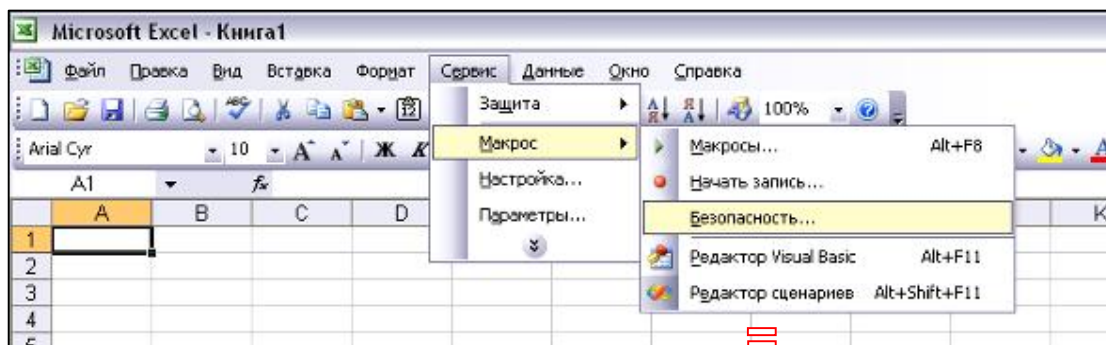 Microsoft Excel - Книга1
Файл Правка Вид Вставка Формат Сервис Данные Окно Справка
100%
Arial Cyr 10 Ж К
A1 fx
A B C D K
1
2
3
4
5
Защита
Макрос
Настройка...
Параметры...
Макросы... Alt+F8
Начать запись...
Безопасность...
Редактор Visual Basic Alt+F11
Редактор сценариев Alt+Shift+F11